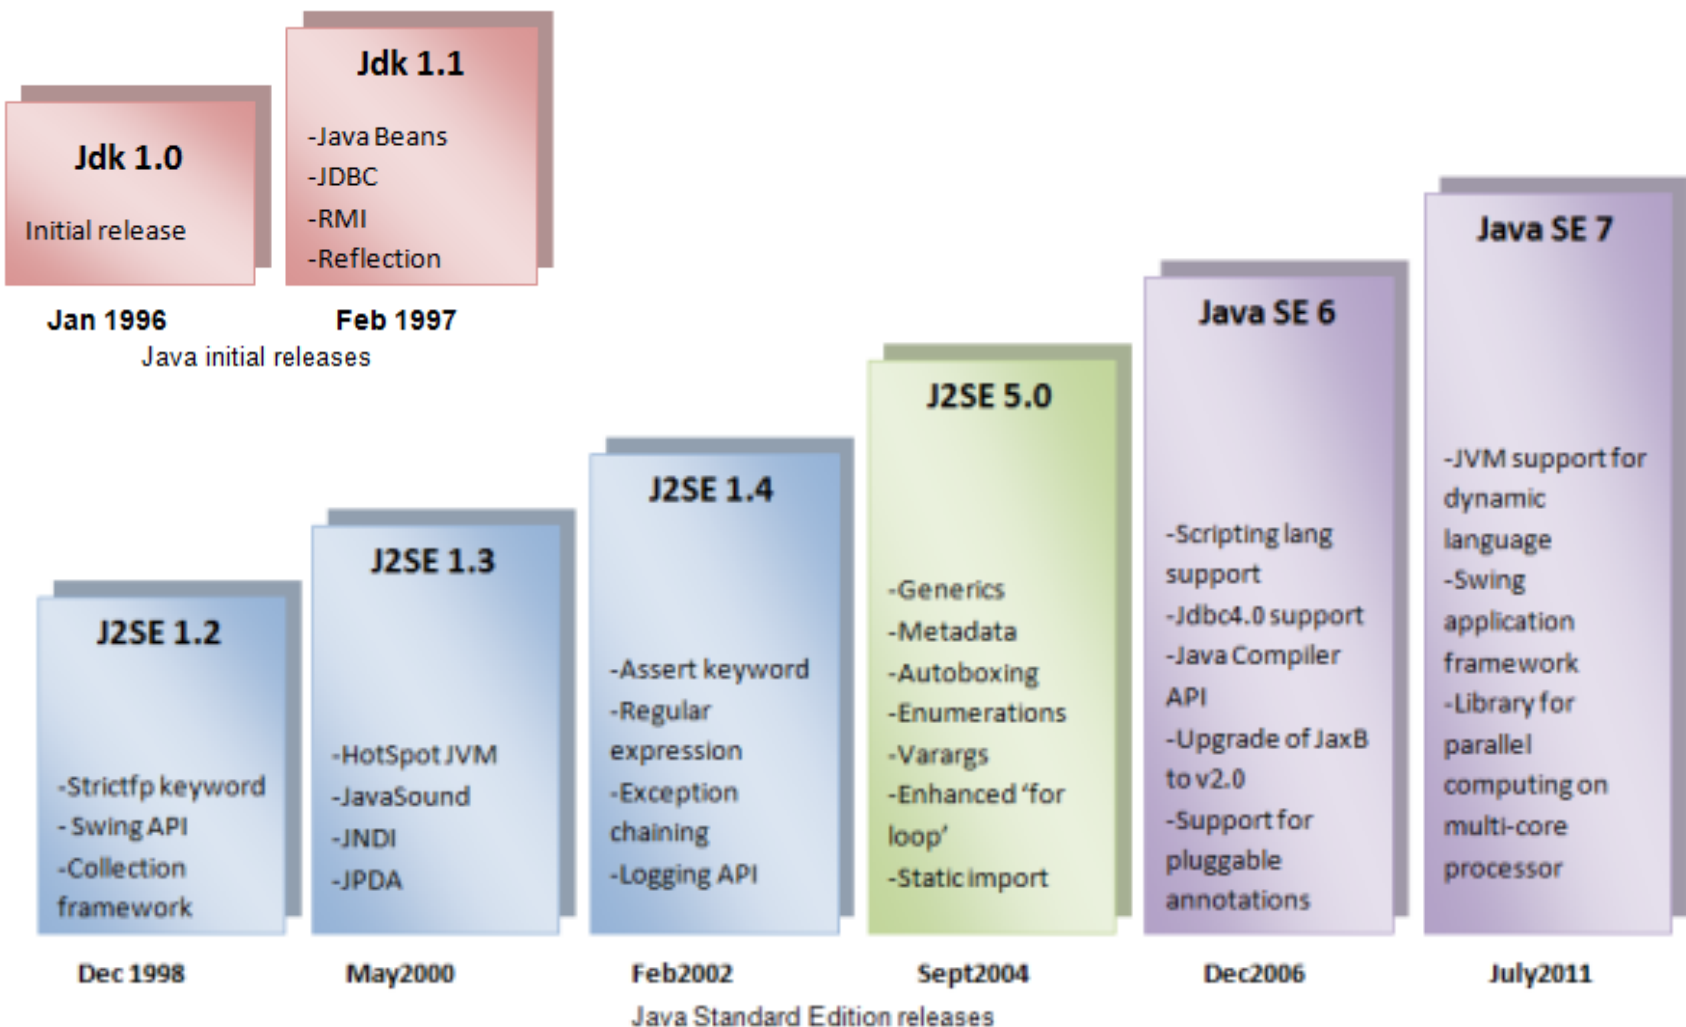 Jdk 1.0
Initial release
Jan 1996
Jdk 1.1
-Java Beans
-JDBC
-RMI
-Reflection
Feb 1997
Java initial releases
J2SE 1.2
-Strictfp keyword
- Swing API
-Collection
framework
Dec 1998
J2SE 1.3
-HotSpot JVM
-JavaSound
-JNDI
-JPDA
May2000
J2SE 1.4
-Assert keyword
-Regular
expression
-Exception
chaining
-Logging API
Feb2002
J2SE 5.0
-Generics
-Metadata
-Autoboxing
-Enumerations
-Varargs
-Enhanced ‘for
loop’
-Static import
Sept2004
Java SE 6
-Scripting lang
support
-Jdbc4.0 support
-Java Compiler
API
-Upgrade of JaxB
to v2.0
-Support for
pluggable
annotations
Dec2006
Java SE 7
-JVM support for
dynamic
language
-Swing
application
framework
-Library for
parallel
computing on
multi-core
processor
July2011
Java Standard Edition releases